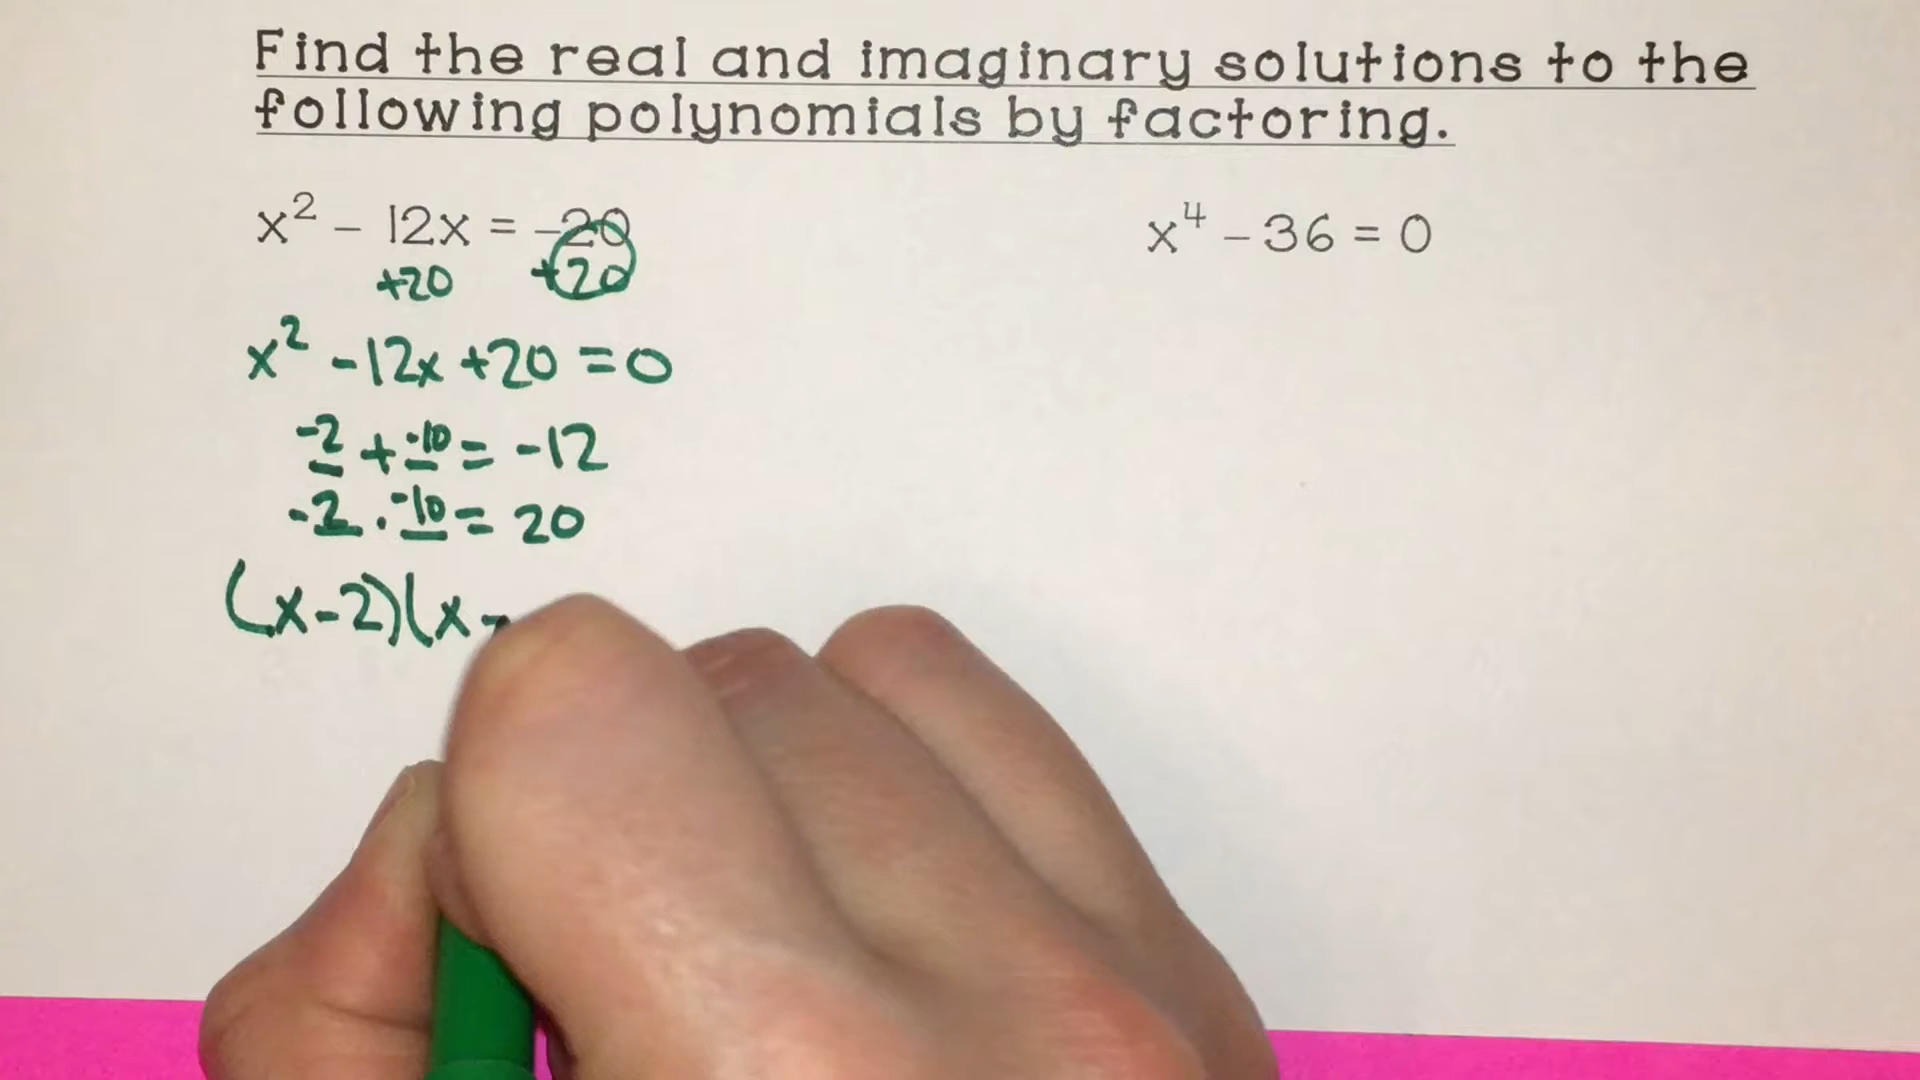 Find the real and imaginary solutions to the
following polynomials by factoring.
x² - 12x = -20
+20 +20
x² - 12x + 20 = 0
-2 + -10 = -12
-2 · -10 = 20
(x-2)(x-
x⁴ - 36 = 0